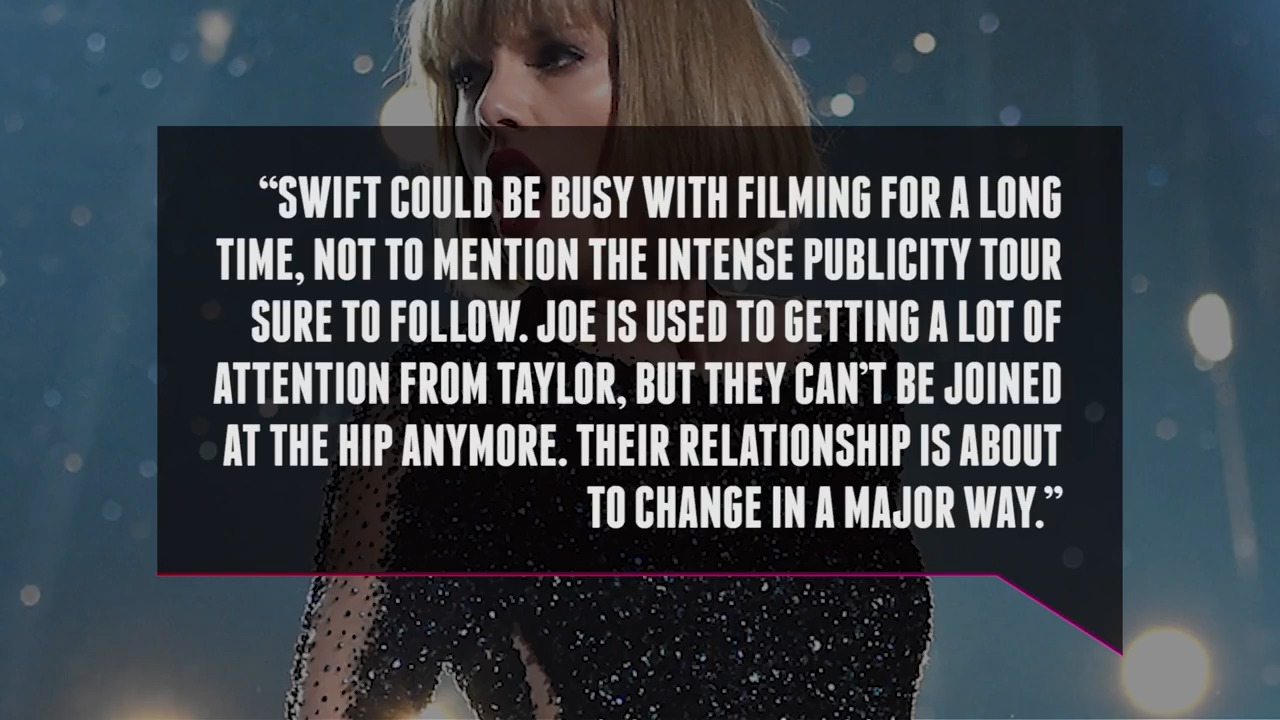 “SWIFT COULD BE BUSY WITH FILMING FOR A LONG
TIME, NOT TO MENTION THE INTENSE PUBLICITY TOUR
SURE TO FOLLOW. JOE IS USED TO GETTING A LOT OF
ATTENTION FROM TAYLOR, BUT THEY CAN’T BE JOINED
AT THE HIP ANYMORE. THEIR RELATIONSHIP IS ABOUT
TO CHANGE IN A MAJOR WAY.”